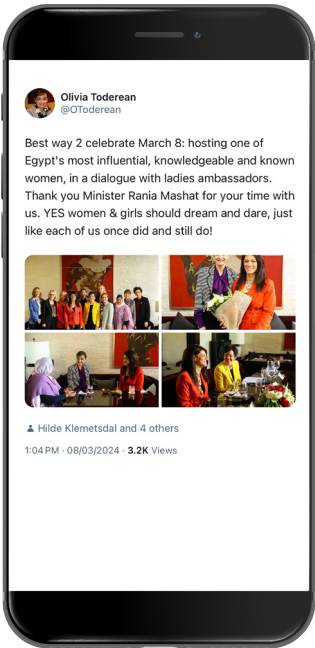 Olivia Toderean
@OToderean
Best way 2 celebrate March 8: hosting one of
Egypt's most influential, knowledgeable and known
women, in a dialogue with ladies ambassadors.
Thank you Minister Rania Mashat for your time with
us. YES women & girls should dream and dare, just
like each of us once did and still do!
Hilde Klemetsdal and 4 others
1:04 PM · 08/03/2024 · 3.2K Views